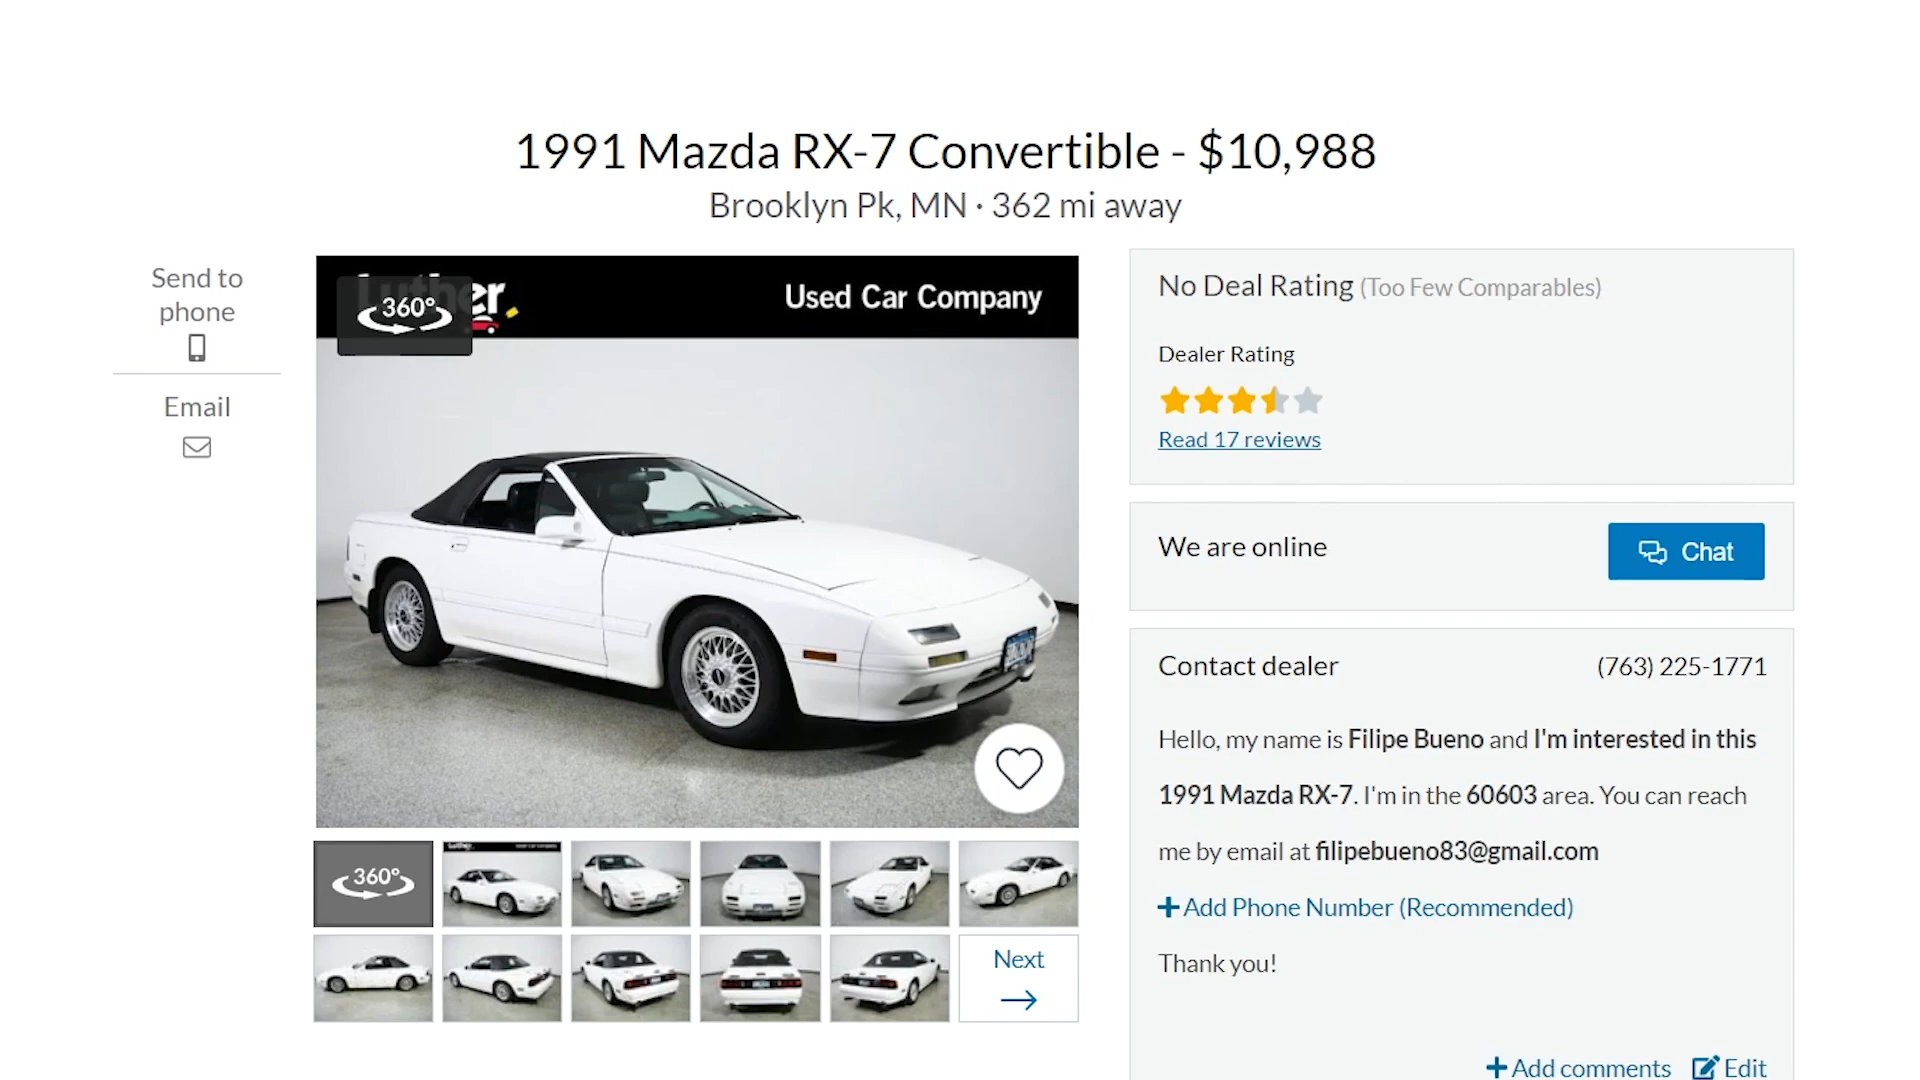 1991 Mazda RX-7 Convertible - $10,988
Brooklyn Pk, MN · 362 mi away
Send to
phone
Email
360°
Used Car Company
360°
Next
No Deal Rating (Too Few Comparables)
Dealer Rating
Read 17 reviews
We are online
Chat
Contact dealer
(763) 225-1771
Hello, my name is Filipe Bueno and I'm interested in this
1991 Mazda RX-7. I'm in the 60603 area. You can reach
me by email at filipebueno83@gmail.com
Add Phone Number (Recommended)
Thank you!
Add comments
Edit